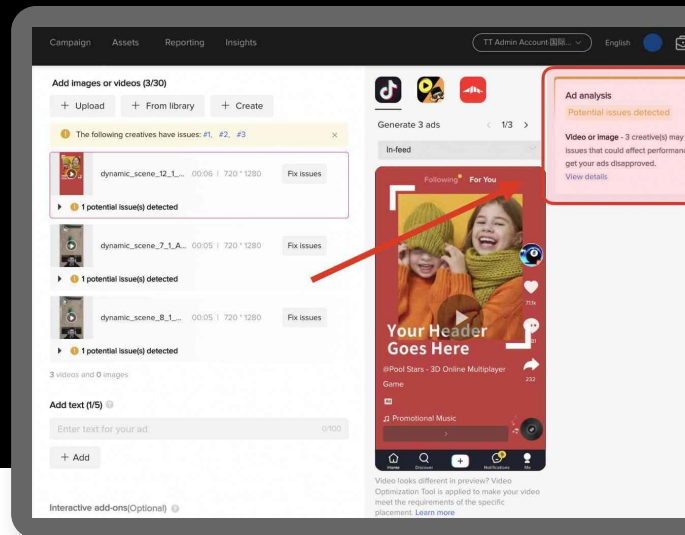 Campaign Assets Reporting Insights
TT Admin Account-国际... English
Add images or videos (3/30)
+ Upload + From library + Create
The following creatives have issues: #1, #2, #3 ×
dynamic_scene_12_1_... 00:06 | 720 * 1280 Fix issues
1 potential issue(s) detected
dynamic_scene_7_1_A... 00:05 | 720 * 1280 Fix issues
1 potential issue(s) detected
dynamic_scene_8_1_... 00:05 | 720 * 1280 Fix issues
1 potential issue(s) detected
3 videos and 0 images
Add text (1/5)
Enter text for your ad 0/100
+ Add
Interactive add-ons(Optional)
Generate 3 ads < 1/3 >
In-feed
Following For You
Your Header
Goes Here
@Pool Stars - 3D Online Multiplayer
Game
Ad
Promotional Music
232
Home Discover Notifications Me
Video looks different in preview? Video
Optimization Tool is applied to make your video
meet the requirements of the specific
placement. Learn more
Ad analysis
Potential issues detected
Video or image - 3 creative(s) may
issues that could affect performan
get your ads disapproved.
View details